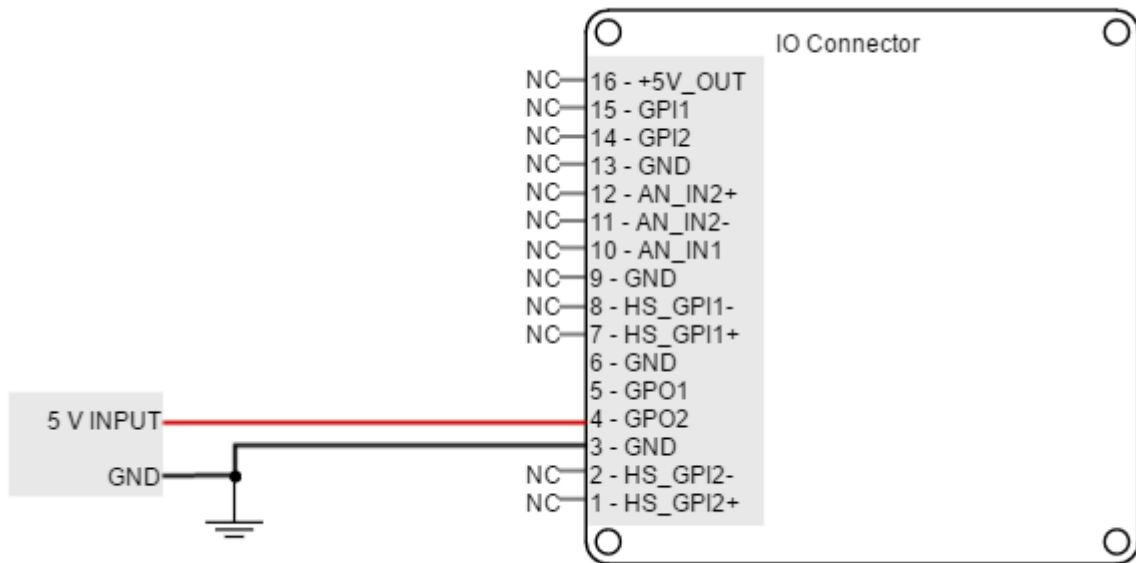 IO Connector
NC 16 - +5V_OUT
NC 15 - GPI1
NC 14 - GPI2
NC 13 - GND
NC 12 - AN_IN2+
NC 11 - AN_IN2-
NC 10 - AN_IN1
NC 9 - GND
NC 8 - HS_GPI1-
NC 7 - HS_GPI1+
6 - GND
5 - GPO1
5 V INPUT 4 - GPO2
3 - GND
GND NC 2 - HS_GPI2-
NC 1 - HS_GPI2+